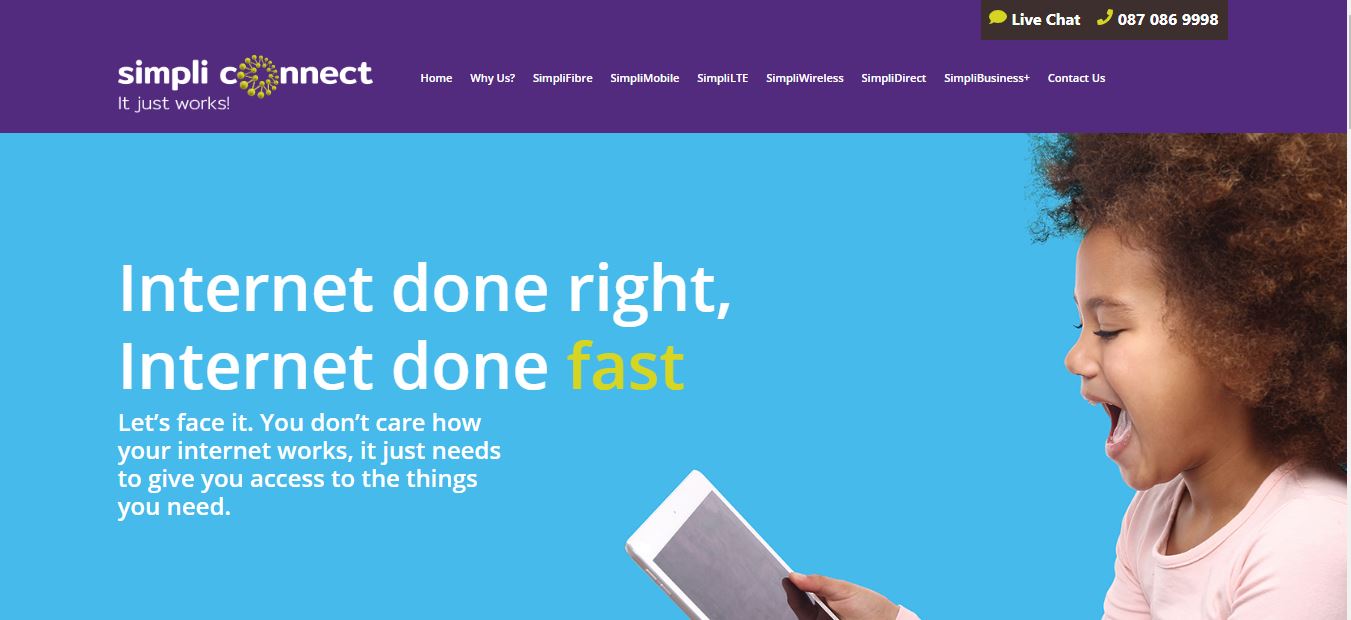 Live Chat 087 086 9998
simpli connect
It just works!
Home Why Us? SimpliFibre SimpliMobile SimpliLTE SimpliWireless SimpliDirect SimpliBusiness+ Contact Us
Internet done right,
Internet done fast
Let’s face it. You don’t care how
your internet works, it just needs
to give you access to the things
you need.